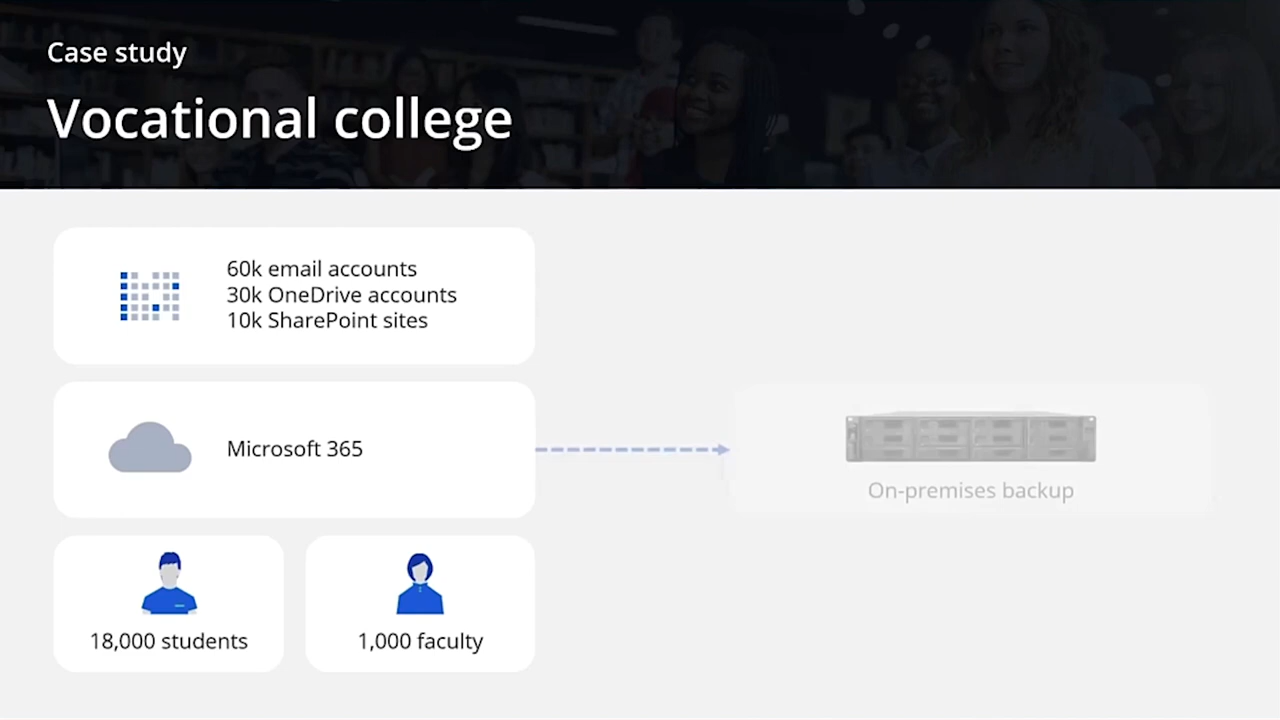 Case study
Vocational college
60k email accounts
30k OneDrive accounts
10k SharePoint sites
Microsoft 365
On-premises backup
18,000 students
1,000 faculty